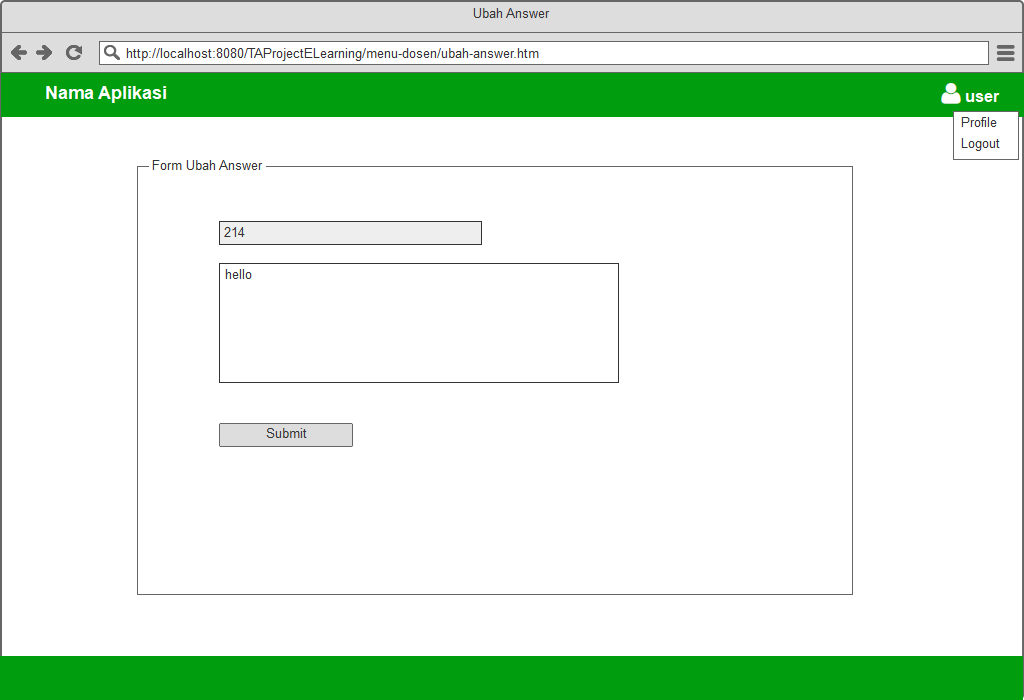 Ubah Answer
http://localhost:8080/TAProjectELearning/menu-dosen/ubah-answer.htm
Nama Aplikasi
user
Profile
Logout
Form Ubah Answer
214
hello
Submit